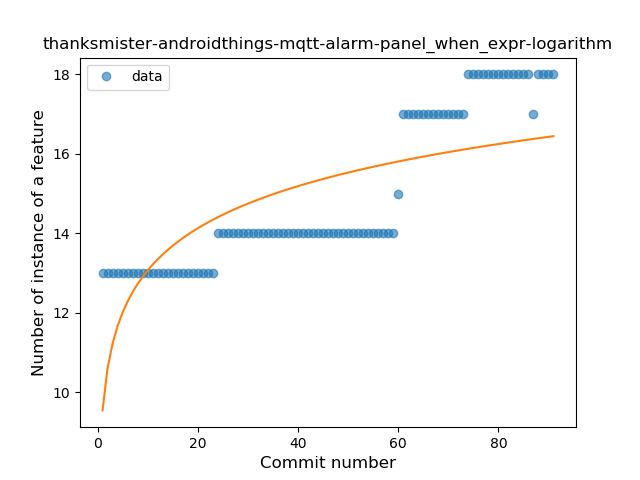 thanksmister-androidthings-mqtt-alarm-panel_when_expr-logarithm
data
Number of instance of a feature
18
16
14
12
10
0 20 40 60 80
Commit number